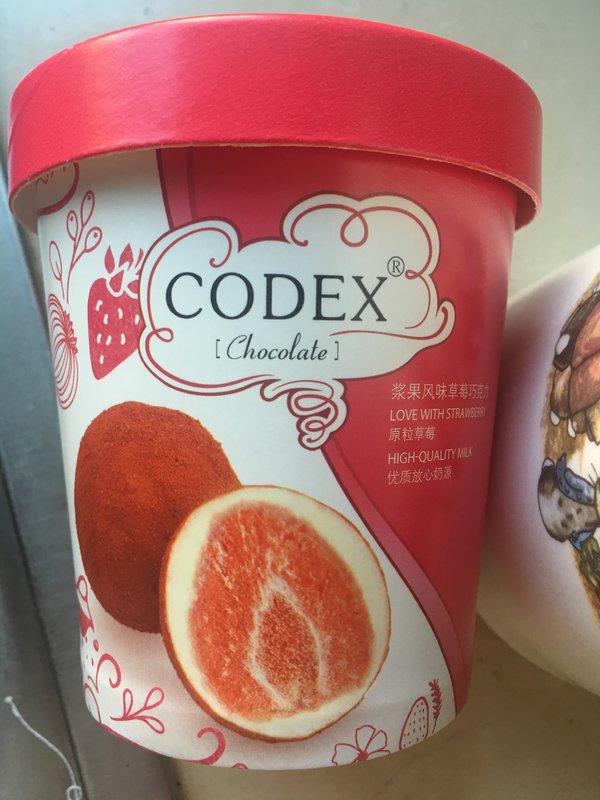 CODEX®
[Chocolate]
浆果风味草莓巧克力
LOVE WITH STRAWBERRY
原粒草莓
HIGH-QUALITY MILK
优质放心奶源